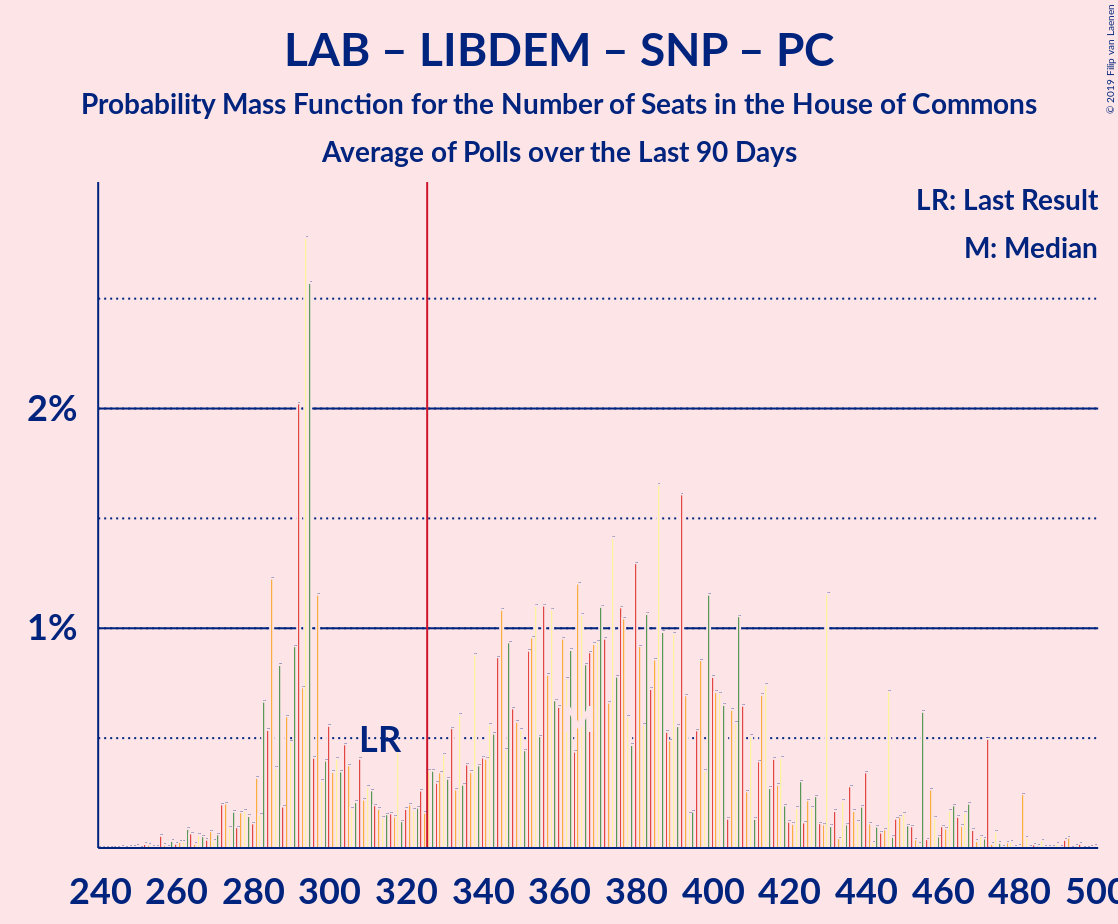 LAB – LIBDEM – SNP – PC
Probability Mass Function for the Number of Seats in the House of Commons
Average of Polls over the Last 90 Days
© 2019 Filip van Laenen
LR: Last Result
M: Median
2%
1%
LR
M
240 260 280 300 320 340 360 380 400 420 440 460 480 500